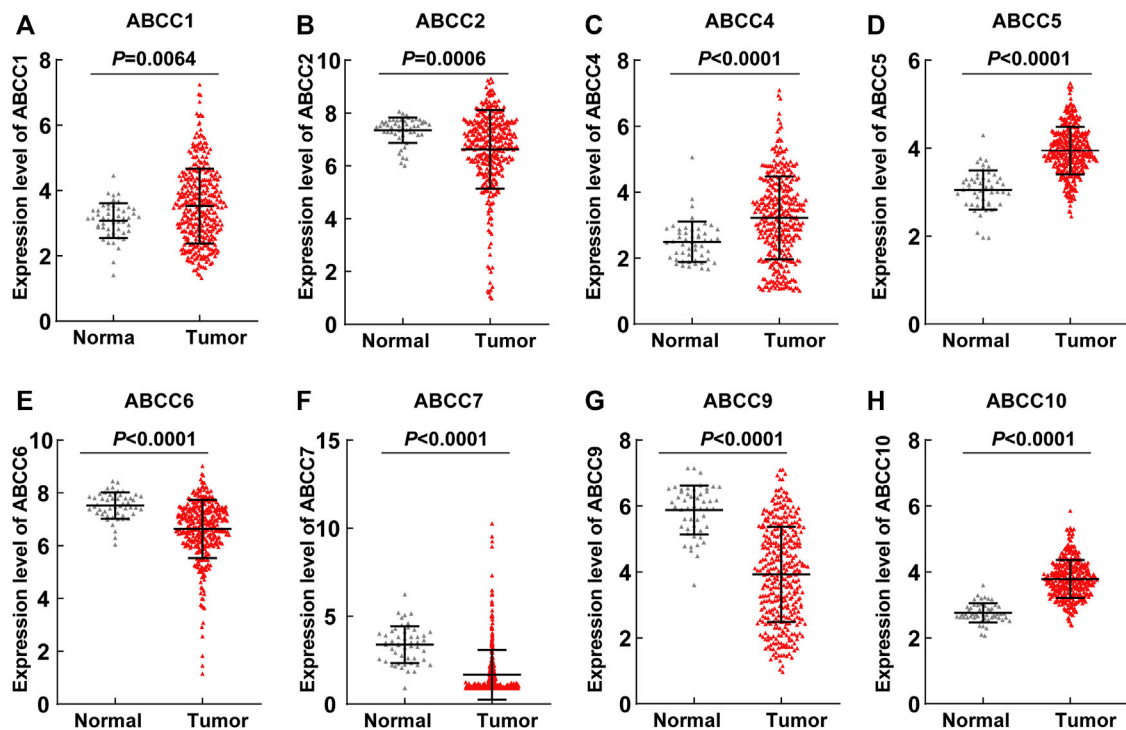 A
ABCC1
P=0.0064
Expression level of ABCC1
8
6
4
2
0
Norma
Tumor
B
ABCC2
P=0.0006
Expression level of ABCC2
10
8
6
4
2
0
Normal
Tumor
C
ABCC4
P<0.0001
Expression level of ABCC4
8
6
4
2
0
Normal
Tumor
D
ABCC5
P<0.0001
Expression level of ABCC5
6
4
2
0
Normal
Tumor
E
ABCC6
P<0.0001
Expression level of ABCC6
10
8
6
4
2
0
Normal
Tumor
F
ABCC7
P<0.0001
Expression level of ABCC7
15
10
5
0
Normal
Tumor
G
ABCC9
P<0.0001
Expression level of ABCC9
8
6
4
2
0
Normal
Tumor
H
ABCC10
P<0.0001
Expression level of ABCC10
8
6
4
2
0
Normal
Tumor